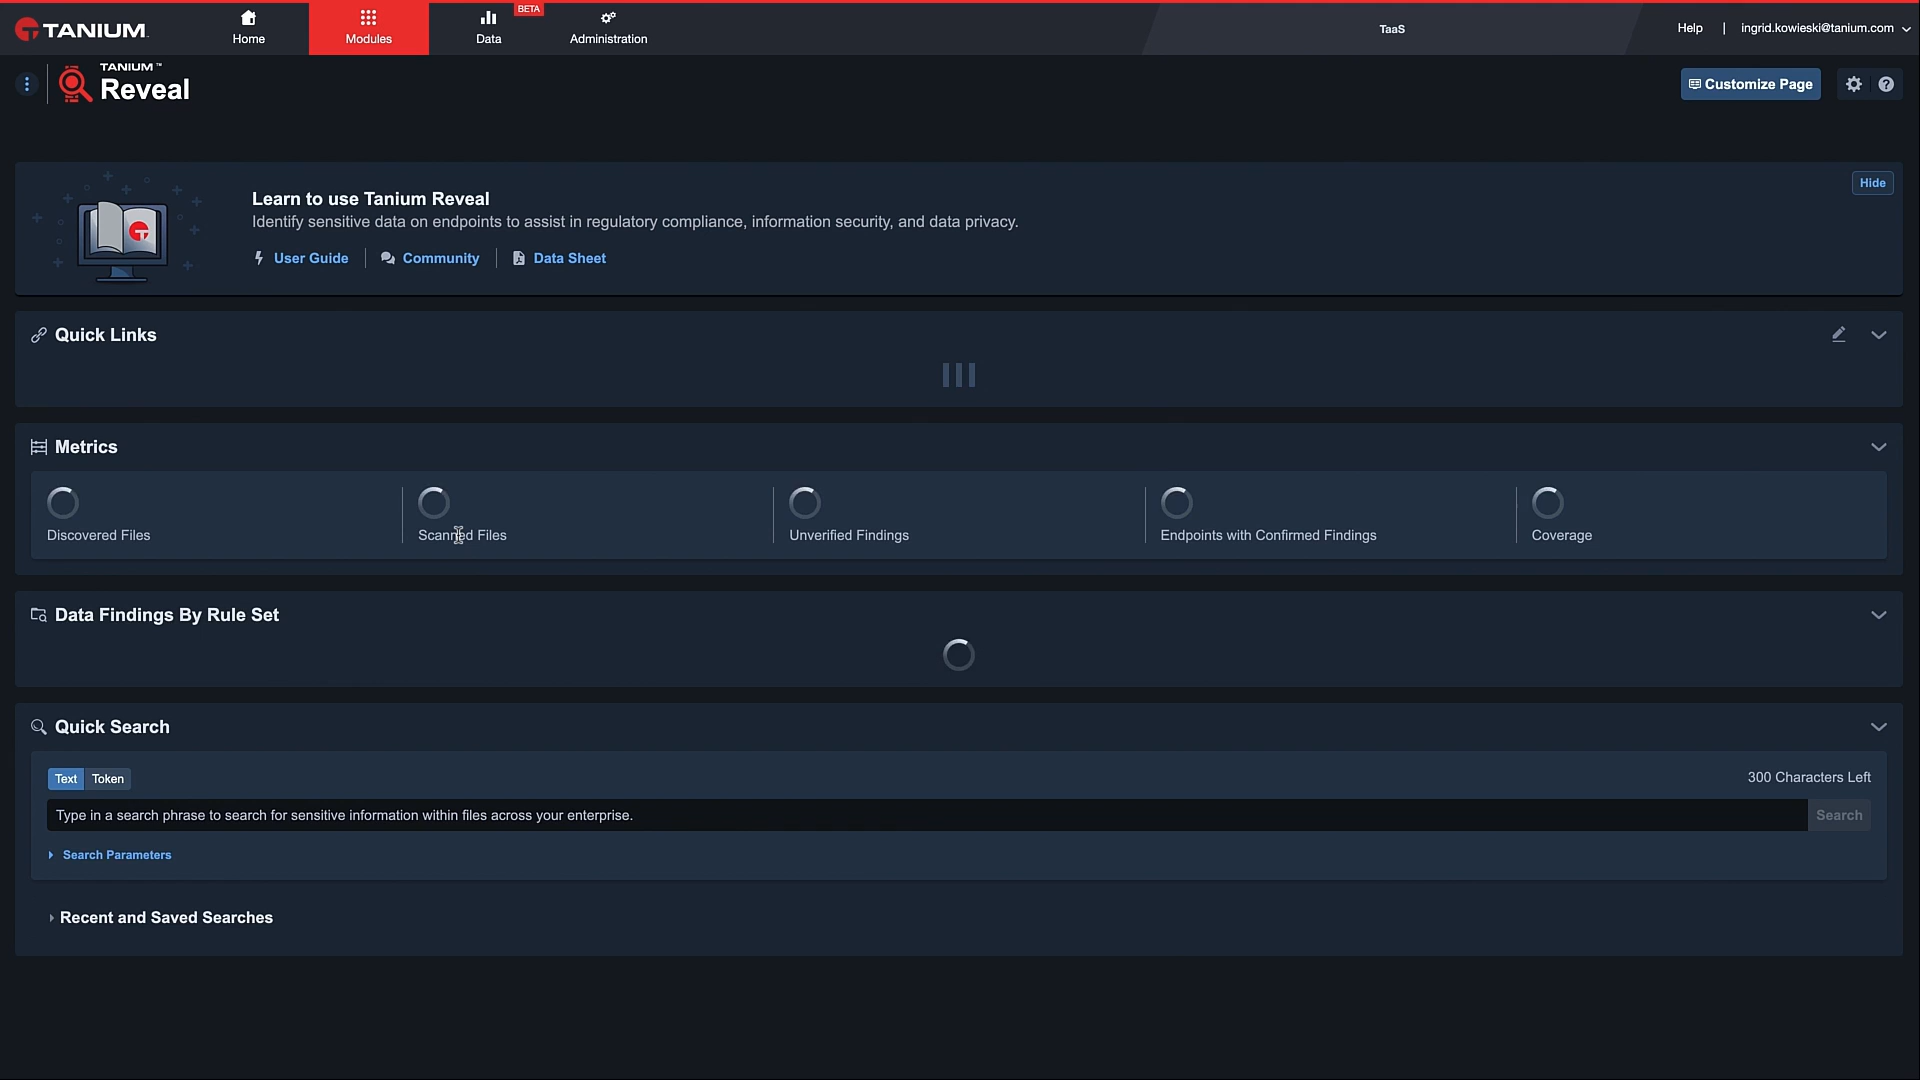 TANIUM
Home
Modules
Data
BETA
Administration
TaaS
Help
ingrid.kowieski@tanium.com
TANIUM™
Reveal
Customize Page
Learn to use Tanium Reveal
Hide
Identify sensitive data on endpoints to assist in regulatory compliance, information security, and data privacy.
User Guide
Community
Data Sheet
Quick Links
Metrics
Discovered Files
Scanned Files
Unverified Findings
Endpoints with Confirmed Findings
Coverage
Data Findings By Rule Set
Quick Search
Text
Token
300 Characters Left
Type in a search phrase to search for sensitive information within files across your enterprise.
Search
Search Parameters
Recent and Saved Searches